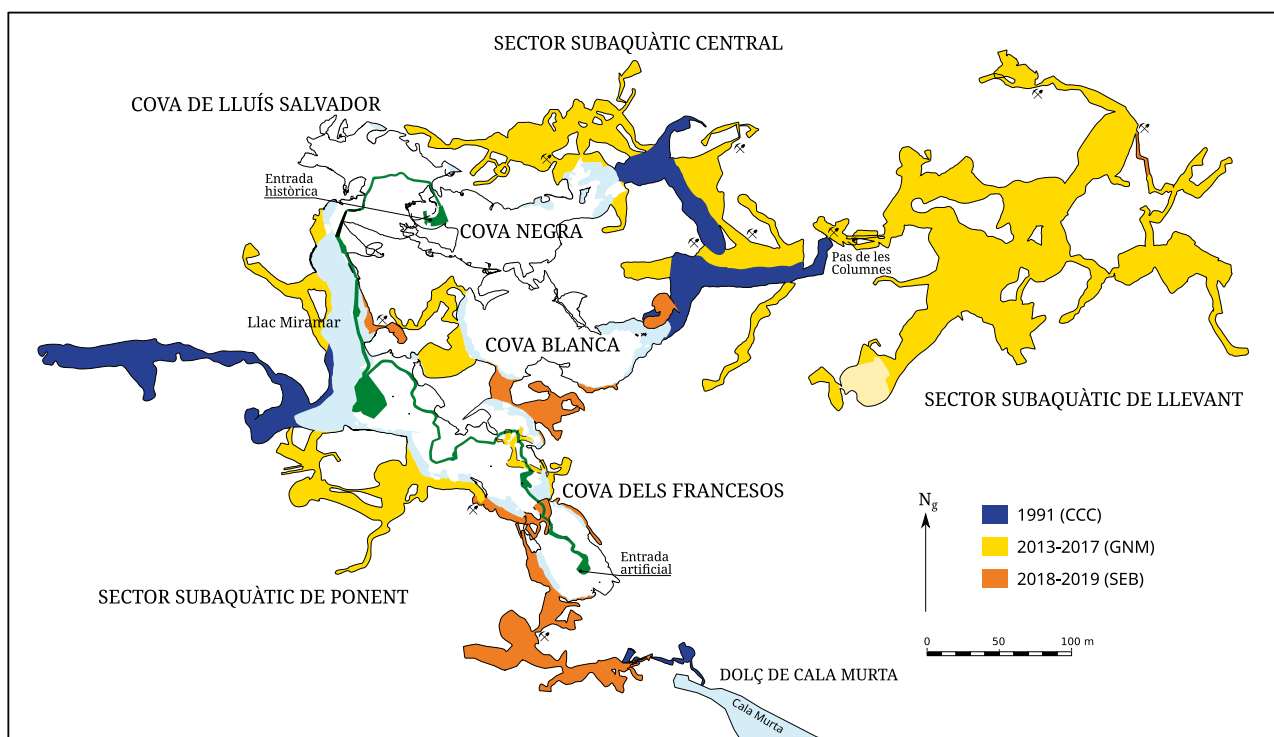 SECTOR SUBAQUÀTIC CENTRAL
COVA DE LLUÍS SALVADOR
Entrada
històrica
COVA NEGRA
Pas de les
Columnes
Llac Miramar
COVA BLANCA
SECTOR SUBAQUÀTIC DE LLEVANT
COVA DELS FRANCESOS
Ng
1991 (CCC)
2013-2017 (GNM)
2018-2019 (SEB)
Entrada
artificial
SECTOR SUBAQUÀTIC DE PONENT
0 50 100 m
DOLÇ DE CALA MURTA
Cala Murta